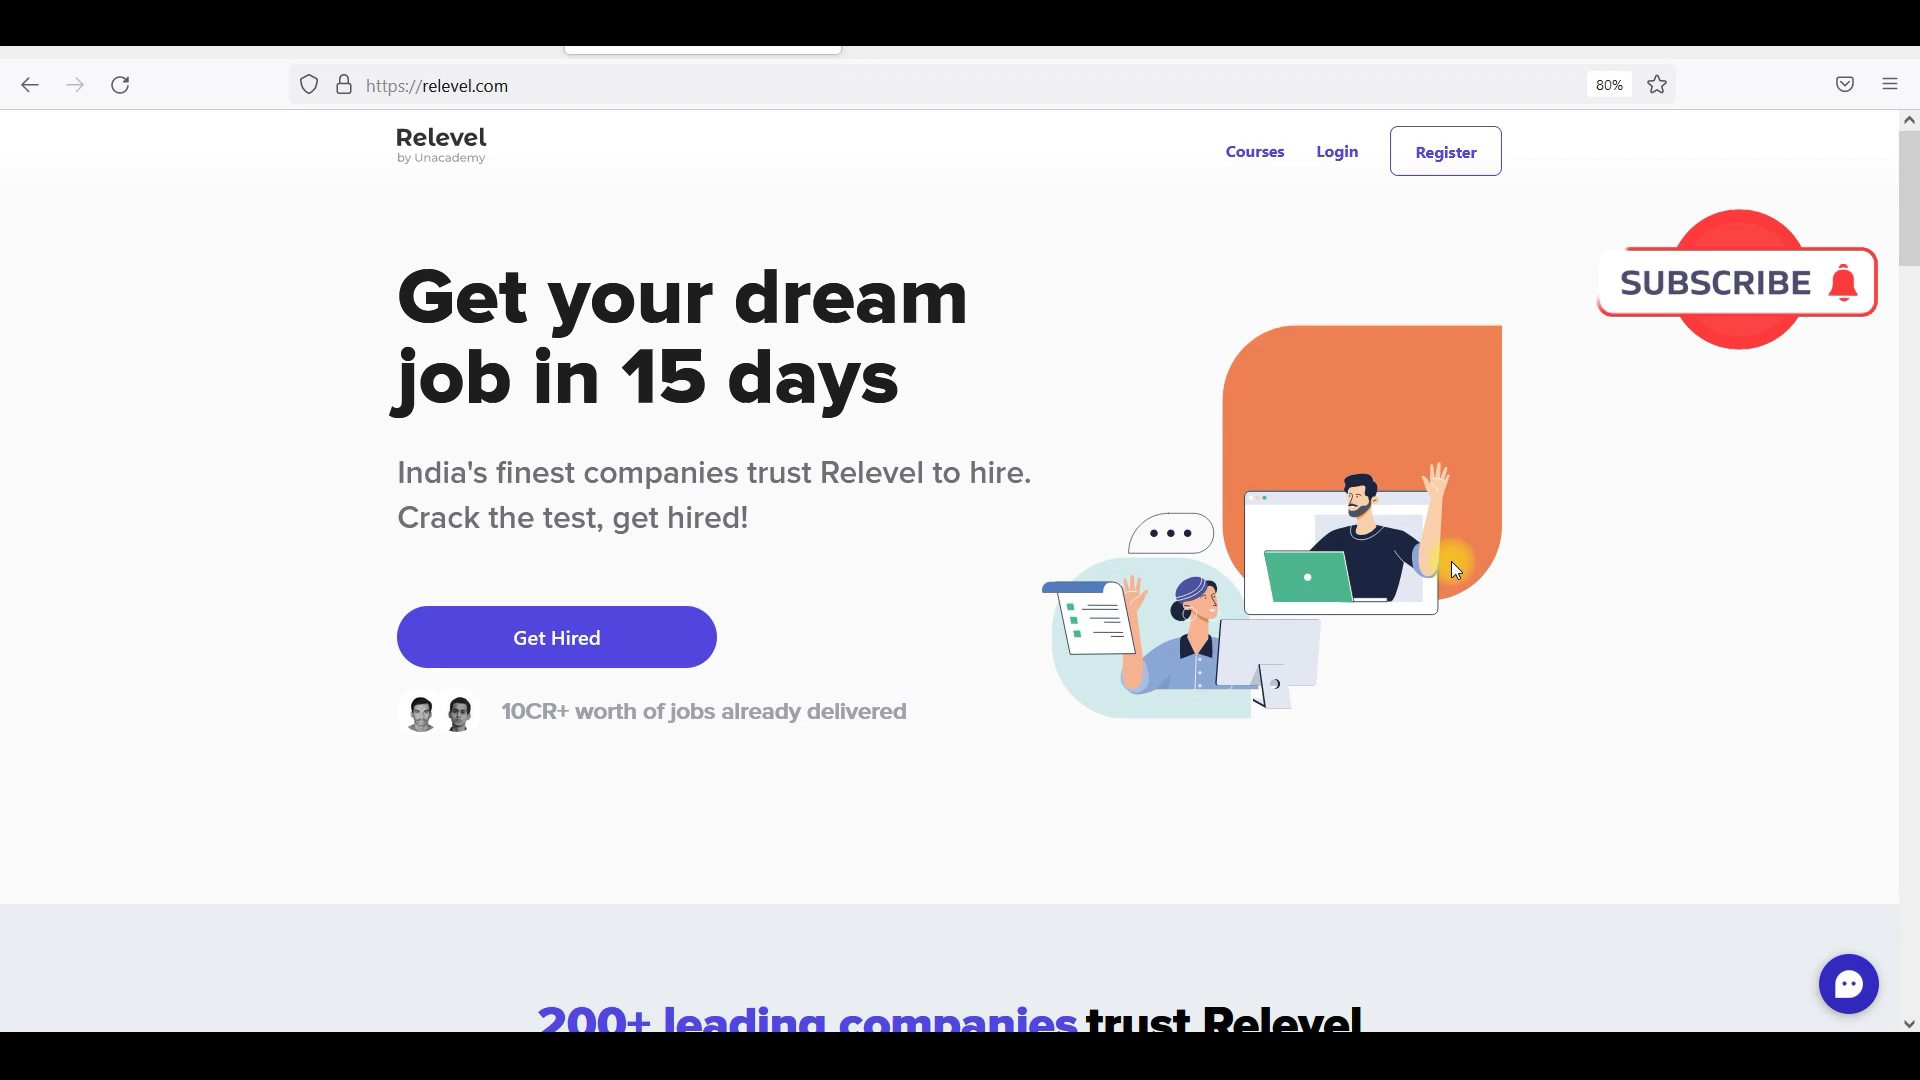 https://relevel.com
80%
Relevel
by Unacademy
Courses
Login
Register
SUBSCRIBE
Get your dream
job in 15 days
India's finest companies trust Relevel to hire.
Crack the test, get hired!
Get Hired
10CR+ worth of jobs already delivered
200+ leading companies trust Relevel